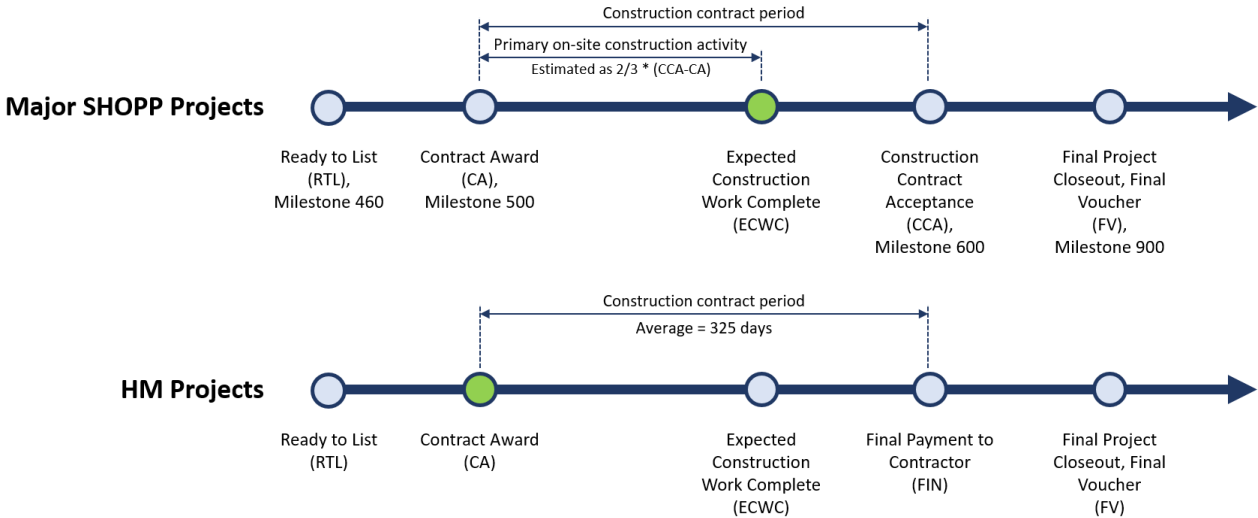 Construction contract period
Primary on-site construction activity
Estimated as 2/3 * (CCA-CA)
Major SHOPP Projects
Ready to List
(RTL),
Milestone 460
Contract Award
(CA),
Milestone 500
Expected
Construction
Work Complete
(ECWC)
Construction
Contract
Acceptance
(CCA),
Milestone 600
Final Project
Closeout, Final
Voucher
(FV),
Milestone 900
Construction contract period
Average = 325 days
HM Projects
Ready to List
(RTL)
Contract Award
(CA)
Expected
Construction
Work Complete
(ECWC)
Final Payment to
Contractor
(FIN)
Final Project
Closeout, Final
Voucher
(FV)